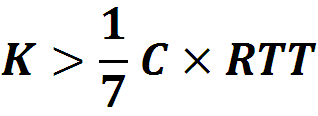 K > 1/7 C × RTT